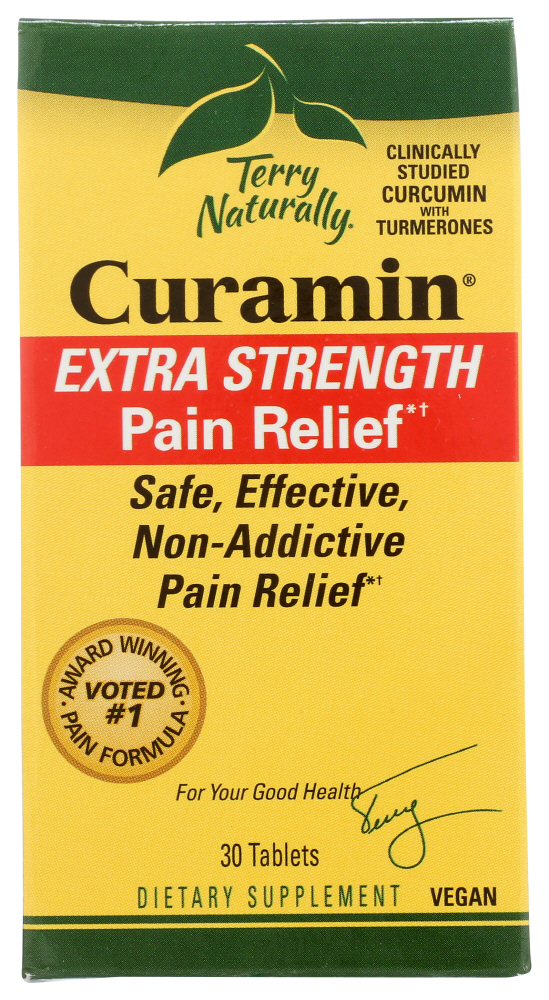 Terry
Naturally.
CLINICALLY
STUDIED
CURCUMIN
WITH
TURMERONES
Curamin®
EXTRA STRENGTH
Pain Relief*†
Safe, Effective,
Non-Addictive
Pain Relief*†
AWARD WINNING
VOTED
#1
PAIN FORMULA
For Your Good Health
Terry
30 Tablets
DIETARY SUPPLEMENT
VEGAN